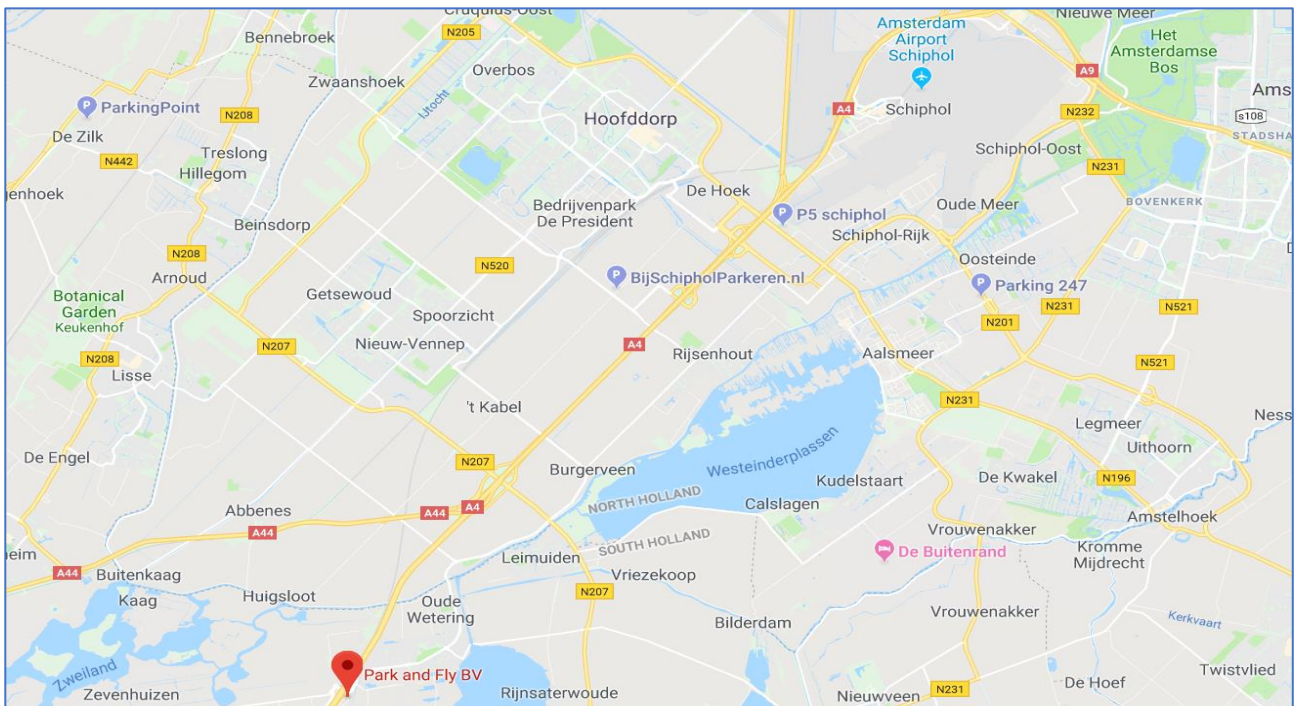 Cruquius-Oost
Nieuwe Meer
Bennebroek
N205
Amsterdam
Airport
Schiphol
Het
Amsterdamse
Bos
Zwaanshoek
Overbos
A9
Ams
ParkingPoint
IJtocht
A4
Schiphol
N208
Hoofddorp
N232
s108
De Zilk
STADSHA
Treslong
Schiphol-Oost
N442
Hillegom
N231
genhoek
De Hoek
Bedrijvenpark
De President
Oude Meer
BOVENKERK
Beinsdorp
P5 schiphol
Schiphol-Rijk
N208
Oosteinde
Arnoud
N520
BijSchipholParkeren.nl
Parking 247
Botanical
Garden
Keukenhof
Getsewoud
Spoorzicht
N231
N521
N201
Nieuw-Vennep
A4
N207
Rijsenhout
Aalsmeer
N208
Lisse
N521
't Kabel
N231
Ness
Legmeer
Uithoorn
De Engel
N207
Burgerveen
Westeinderplassen
Kudelstaart
De Kwakel
N196
NORTH HOLLAND
Calslagen
Abbenes
A44
A4
Amstelhoek
A44
Vrouwenakker
SOUTH HOLLAND
De Buitenrand
Kromme
Mijdrecht
eim
Leimuiden
A44
Buitenkaag
Vriezekoop
Kaag
Huigsloot
Oude
Wetering
N207
Vrouwenakker
Bilderdam
Kerkvaart
Zweiland
Park and Fly BV
Twistvlied
Zevenhuizen
Rijnsaterwoude
Nieuwveen
N231
De Hoef